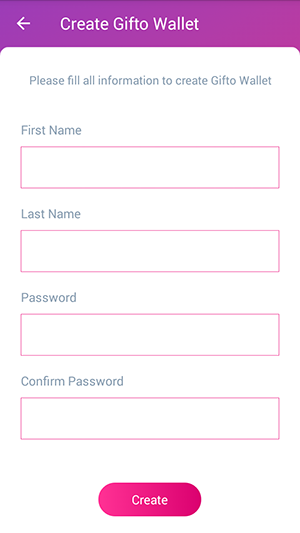 Create Gifto Wallet
Please fill all information to create Gifto Wallet
First Name
Last Name
Password
Confirm Password
Create